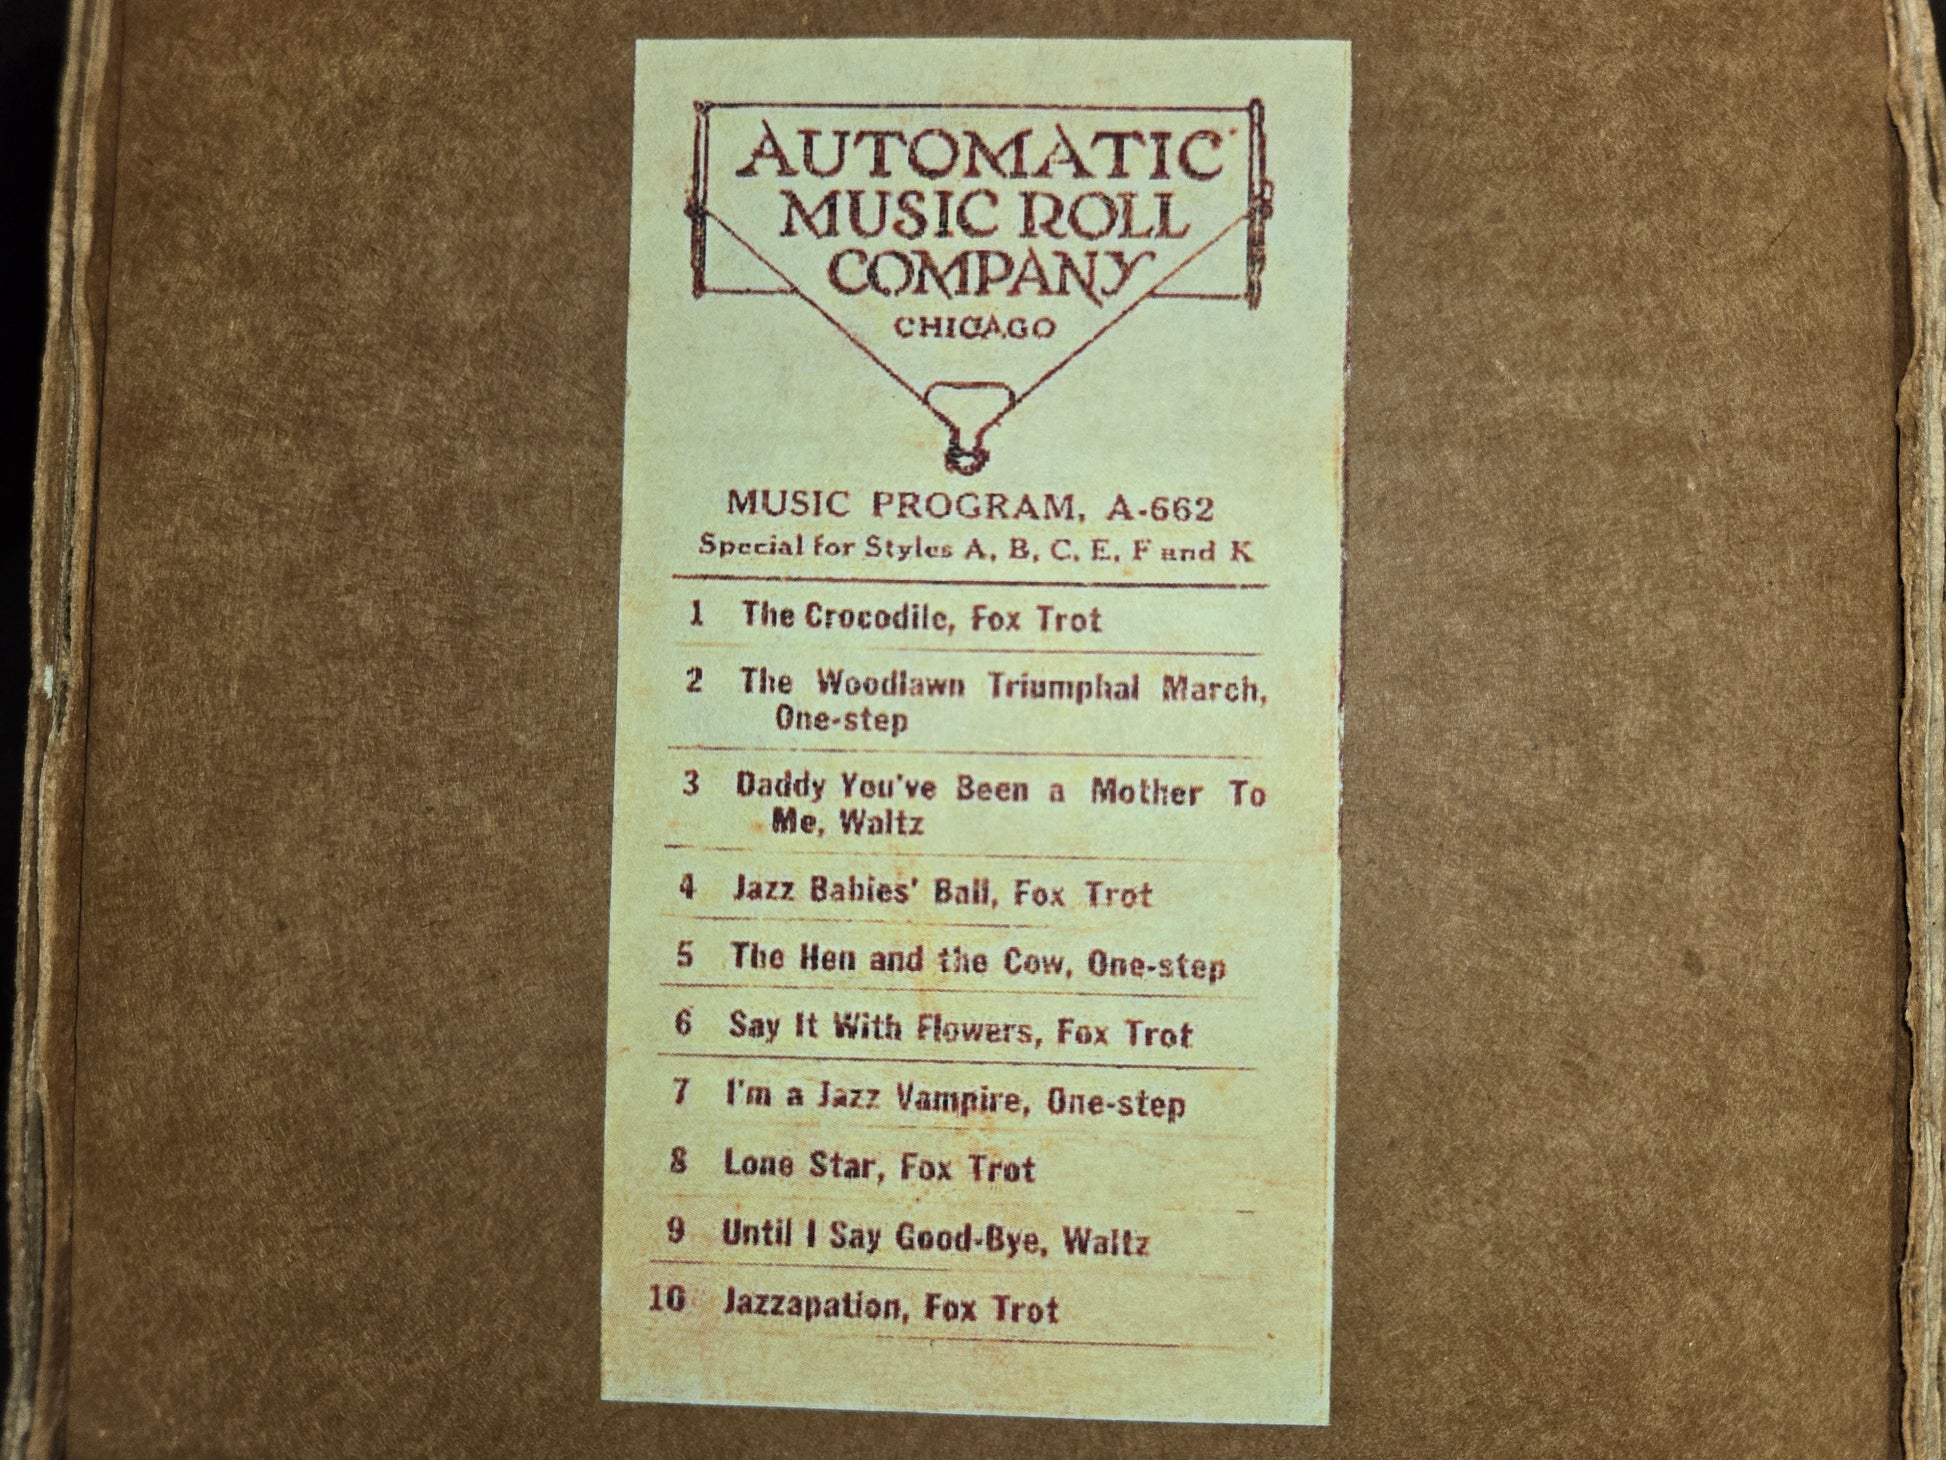 AUTOMATIC
MUSIC ROLL
COMPANY
CHICAGO
MUSIC PROGRAM, A-662
Special for Styles A, B, C, E, F and K
1 The Crocodile, Fox Trot
2 The Woodlawn Triumphal March,
One-step
3 Daddy You've Been a Mother To
Me, Waltz
4 Jazz Babies' Ball, Fox Trot
5 The Hen and the Cow, One-step
6 Say It With Flowers, Fox Trot
7 I'm a Jazz Vampire, One-step
8 Lone Star, Fox Trot
9 Until I Say Good-Bye, Waltz
10 Jazzapation, Fox Trot